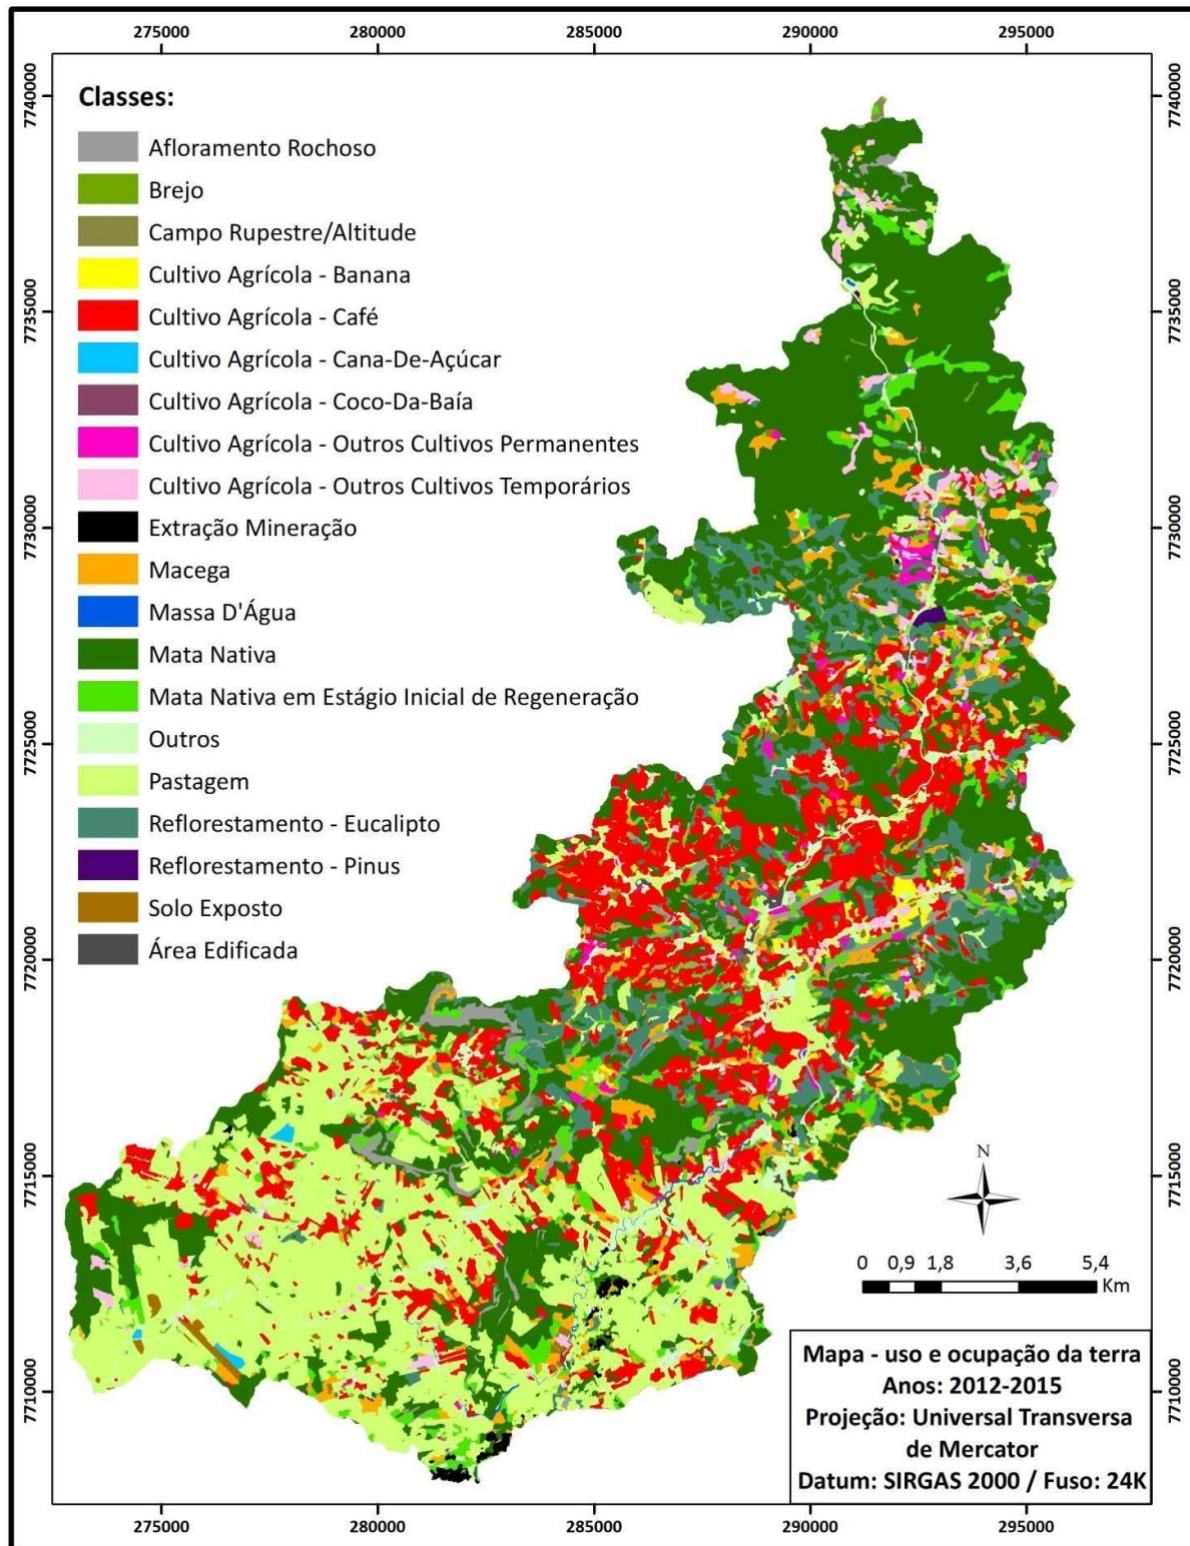 275000 280000 285000 290000 295000
7740000
7740000
Classes:
Afloramento Rochoso
Brejo
Campo Rupestre/Altitude
Cultivo Agrícola - Banana
7735000
7735000
Cultivo Agrícola - Café
Cultivo Agrícola - Cana-De-Açúcar
Cultivo Agrícola - Coco-Da-Baía
Cultivo Agrícola - Outros Cultivos Permanentes
Cultivo Agrícola - Outros Cultivos Temporários
7730000
7730000
Extração Mineração
Macega
Massa D'Água
Mata Nativa
Mata Nativa em Estágio Inicial de Regeneração
7725000
7725000
Outros
Pastagem
Reflorestamento - Eucalipto
Reflorestamento - Pinus
Solo Exposto
Área Edificada
7720000
7720000
7715000
7715000
N
0 0,9 1,8 3,6 5,4
Km
7710000
7710000
Mapa - uso e ocupação da terra
Anos: 2012-2015
Projeção: Universal Transversa
de Mercator
Datum: SIRGAS 2000 / Fuso: 24K
275000 280000 285000 290000 295000